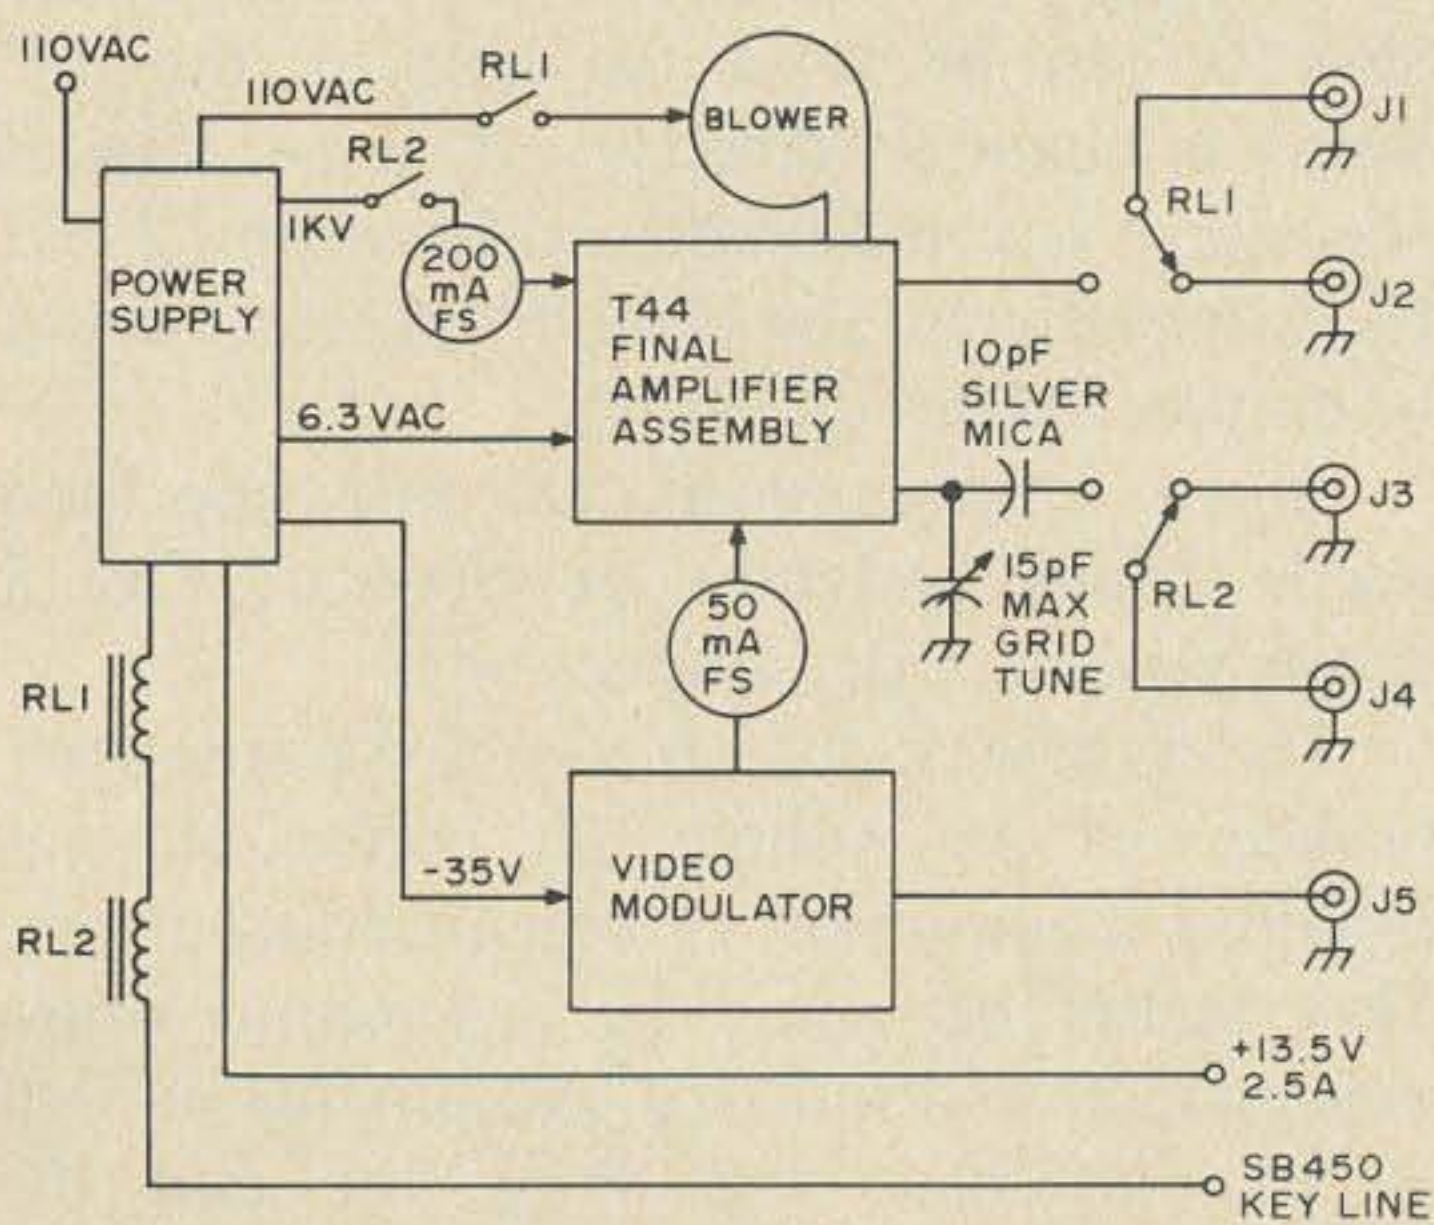 110VAC
110VAC
RL1
BLOWER
J1
RL2
RL1
1KV
POWER
SUPPLY
200
mA
FS
T44
FINAL
AMPLIFIER
ASSEMBLY
J2
10pF
SILVER
MICA
6.3 VAC
J3
50
mA
FS
15pF
MAX
GRID
TUNE
RL2
RL1
J4
-35V
VIDEO
MODULATOR
J5
RL2
+13.5V
2.5A
SB450
KEY LINE